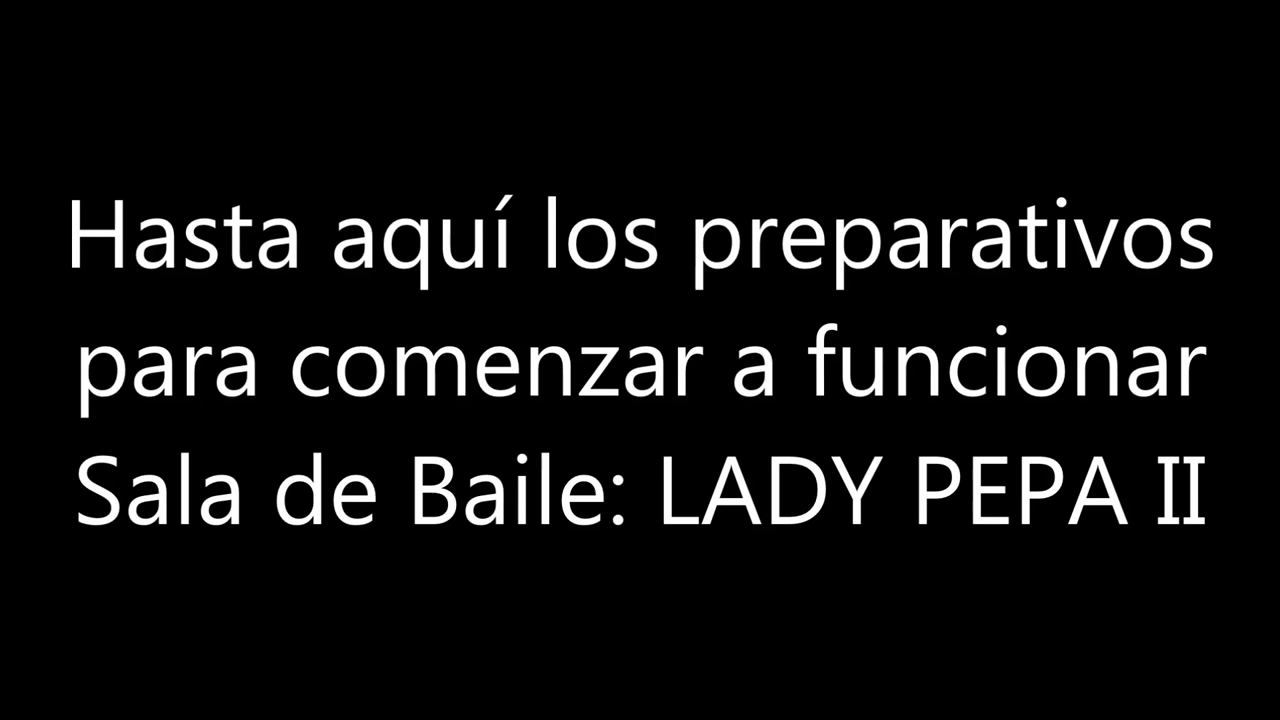 Hasta aquí los preparativos
para comenzar a funcionar
Sala de Baile: LADY PEPA II